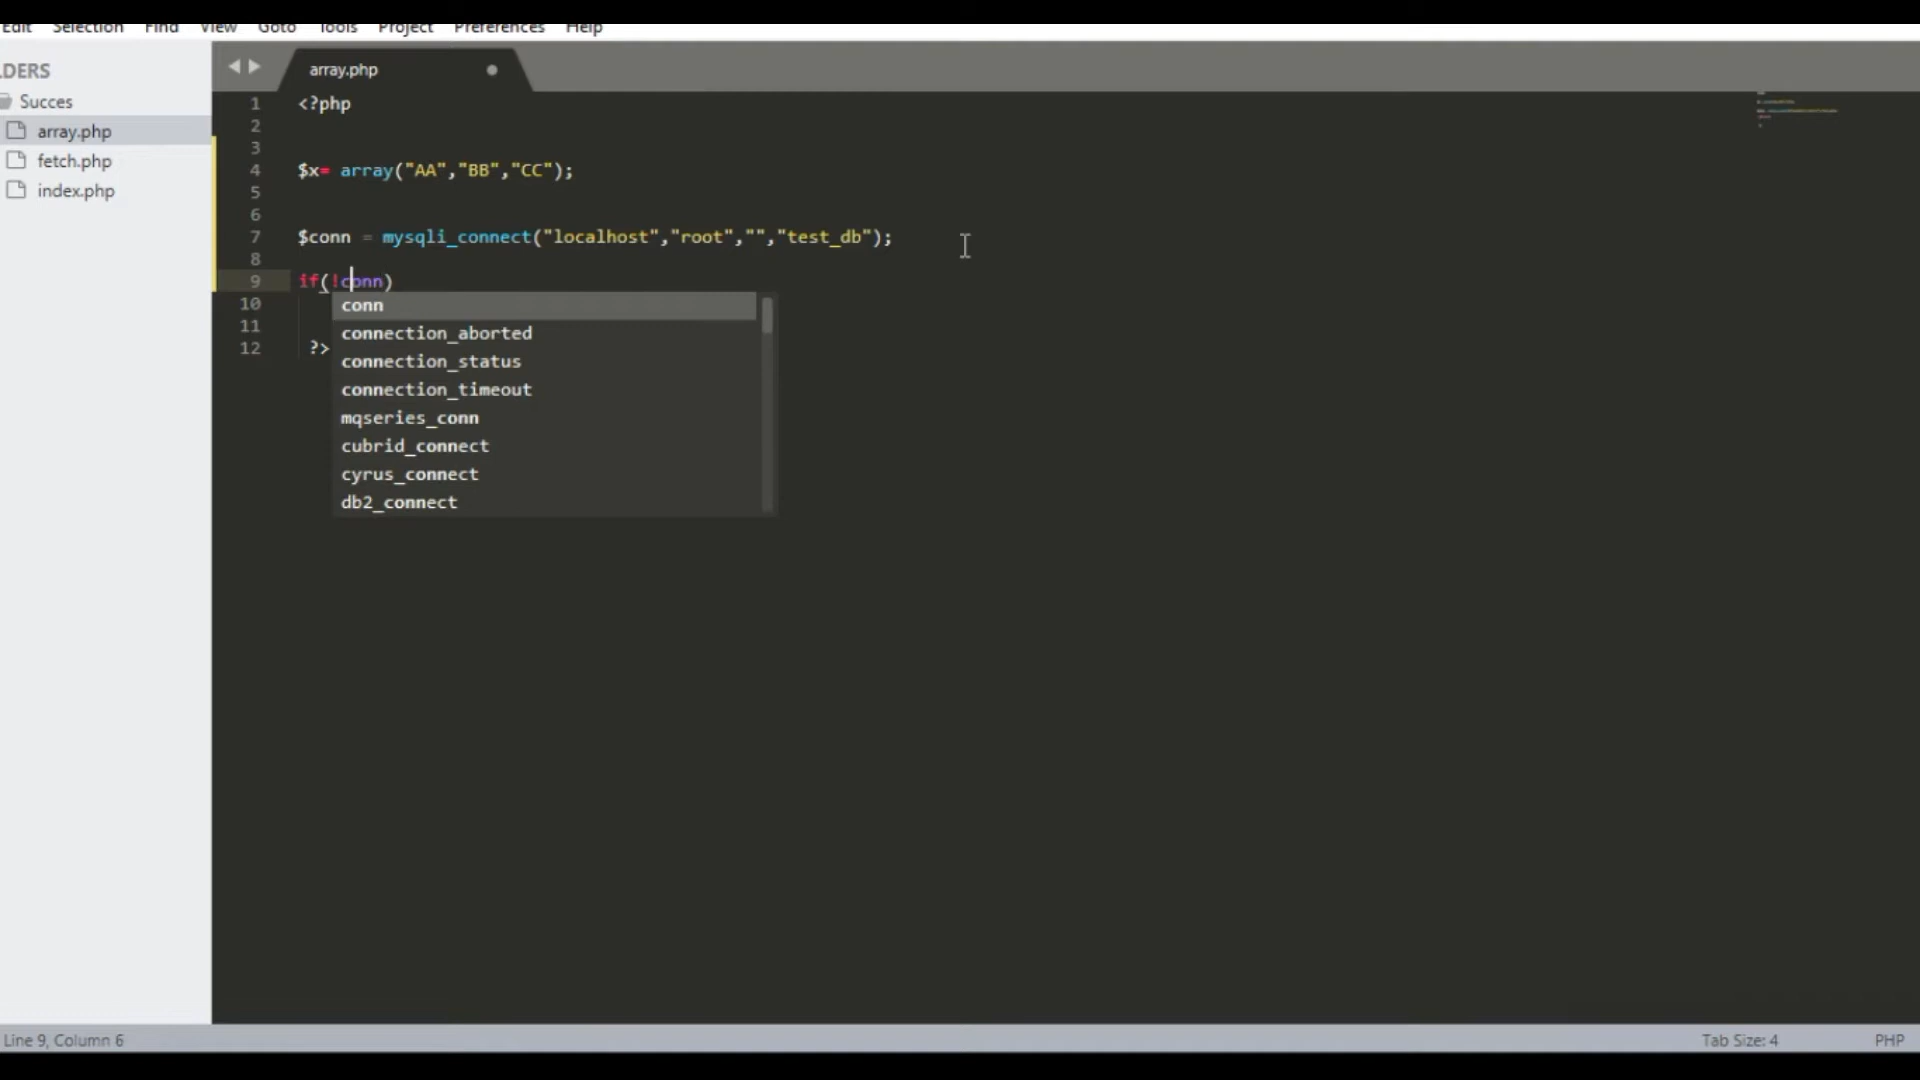 Edit Selection Find View Goto Tools Project Preferences Help
LDERS
Succes
array.php
fetch.php
index.php
array.php
1 <?php
2
3
4 $x= array("AA","BB","CC");
5
6
7 $conn = mysqli_connect("localhost","root","","test_db");
8
9 if(!conn)
10
11
12 ?>
conn
connection_aborted
connection_status
connection_timeout
mqseries_conn
cubrid_connect
cyrus_connect
db2_connect
Line 9, Column 6 Tab Size: 4 PHP